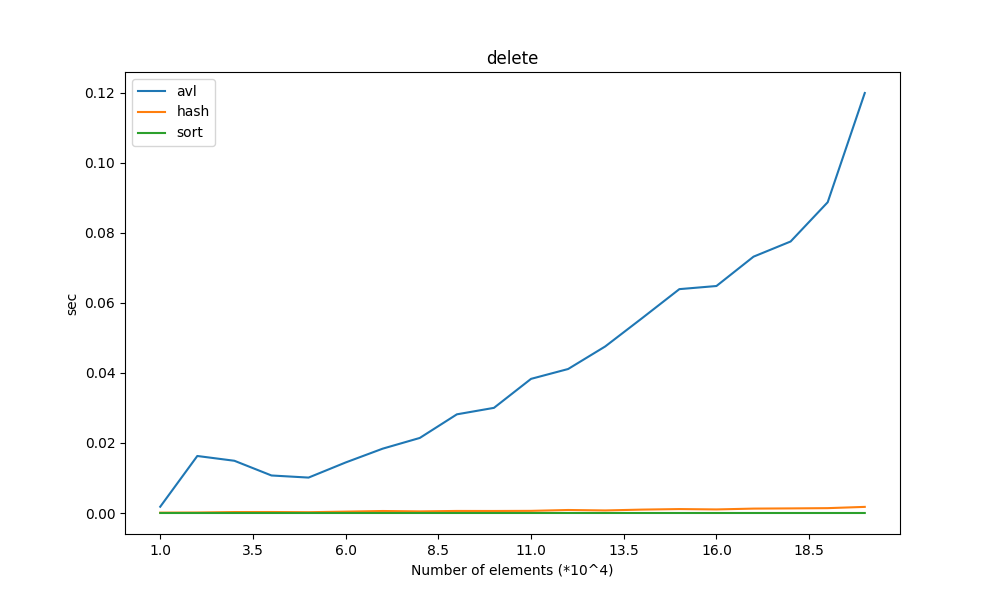 delete
avl
hash
sort
0.12
0.10
0.08
0.06
0.04
0.02
0.00
sec
1.0 3.5 6.0 8.5 11.0 13.5 16.0 18.5
Number of elements (*10^4)